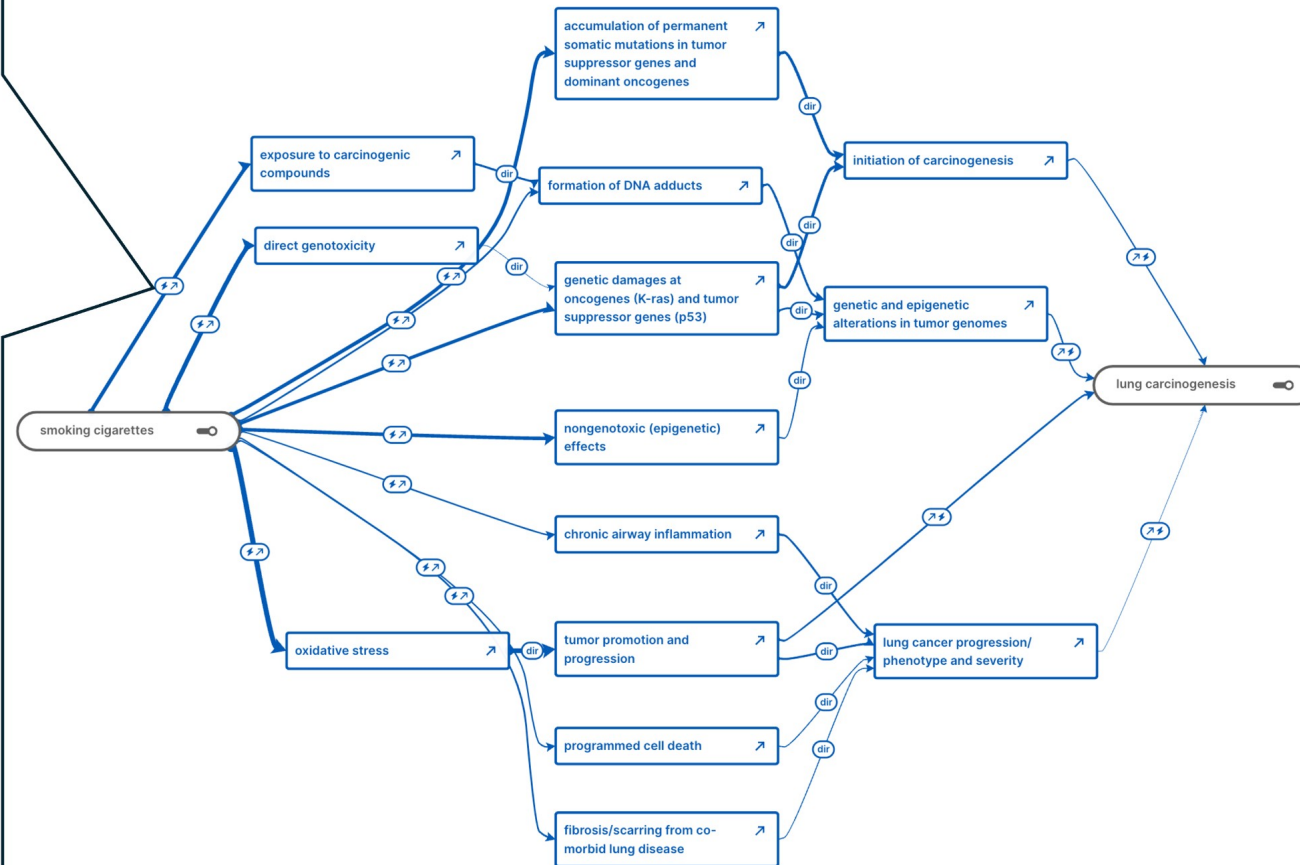 accumulation of permanent
somatic mutations in tumor
suppressor genes and
dominant oncogenes
dir
exposure to carcinogenic
compounds
dir
initiation of carcinogenesis
formation of DNA adducts
direct genotoxicity
dir
dir
dir
genetic damages at
oncogenes (K-ras) and tumor
suppressor genes (p53)
dir
genetic and epigenetic
alterations in tumor genomes
dir
lung carcinogenesis
smoking cigarettes
nongenotoxic (epigenetic)
effects
chronic airway inflammation
dir
oxidative stress
dir
tumor promotion and
progression
dir
lung cancer progression/
phenotype and severity
dir
programmed cell death
dir
fibrosis/scarring from co-
morbid lung disease